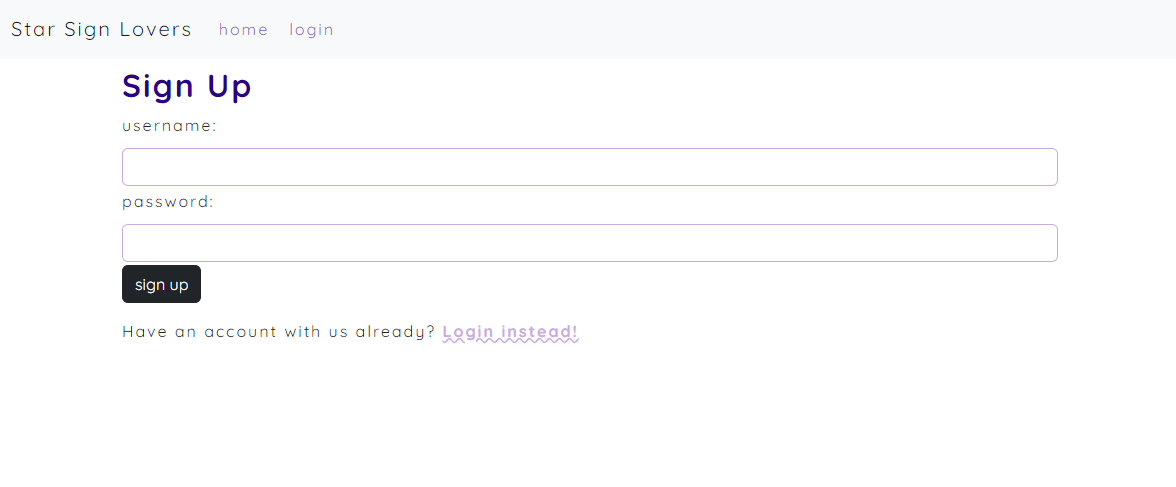 Star Sign Lovers home login
Sign Up
username:
password:
sign up
Have an account with us already? Login instead!